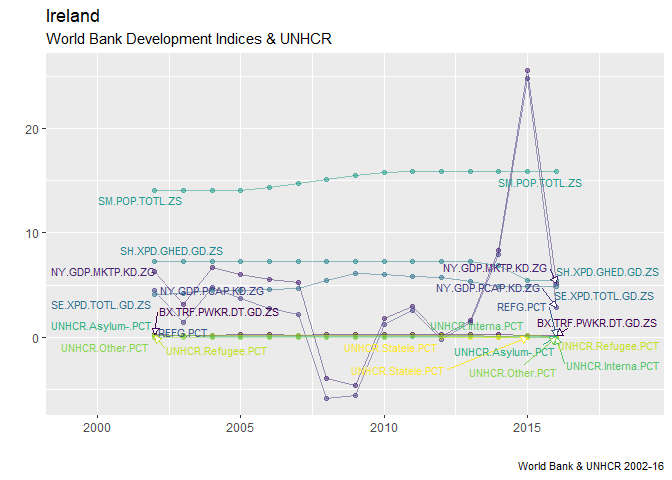 Ireland
World Bank Development Indices & UNHCR
20
10
0
SM.POP.TOTL.ZS
SM.POP.TOTL.ZS
SH.XPD.GHED.GD.ZS
NY.GDP.MKTP.KD.ZG
NY.GDP.MKTP.KD.ZG
SH.XPD.GHED.GD.ZS
NY.GDP.PCAP.KD.ZG
NY.GDP.PCAP.KD.ZG
SE.XPD.TOTL.GD.ZS
SE.XPD.TOTL.GD.ZS
REFG.PCT
BX.TRF.PWKR.DT.GD.ZS
BX.TRF.PWKR.DT.GD.ZS
UNHCR.Asylum-.PCT
UNHCR.Interna.PCT
REFG.PCT
UNHCR.Other.PCT
UNHCR.Refugee.PCT
UNHCR.Statele.PCT
UNHCR.Asylum-.PCT
UNHCR.Refugee.PCT
UNHCR.Statele.PCT
UNHCR.Other.PCT
UNHCR.Interna.PCT
2000
2005
2010
2015
World Bank & UNHCR 2002-16